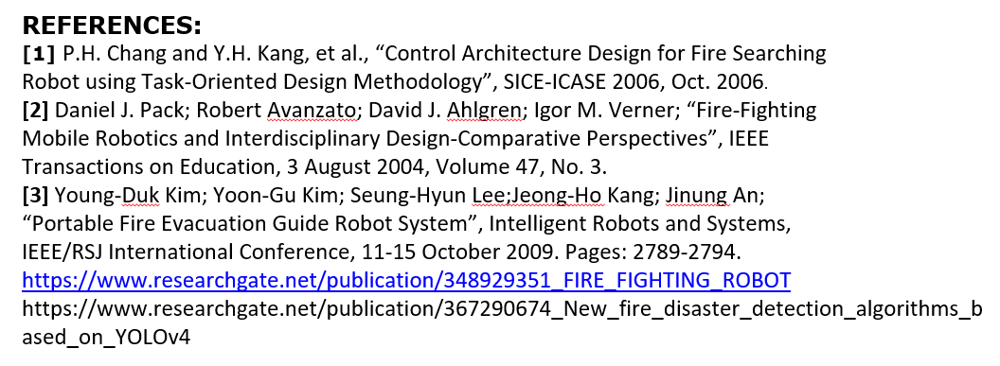 REFERENCES:
[1] P.H. Chang and Y.H. Kang, et al., “Control Architecture Design for Fire Searching
Robot using Task-Oriented Design Methodology”, SICE-ICASE 2006, Oct. 2006.
[2] Daniel J. Pack; Robert Avanzato; David J. Ahlgren; Igor M. Verner; “Fire-Fighting
Mobile Robotics and Interdisciplinary Design-Comparative Perspectives”, IEEE
Transactions on Education, 3 August 2004, Volume 47, No. 3.
[3] Young-Duk Kim; Yoon-Gu Kim; Seung-Hyun Lee;Jeong-Ho Kang; Jinung An;
“Portable Fire Evacuation Guide Robot System”, Intelligent Robots and Systems,
IEEE/RSJ International Conference, 11-15 October 2009. Pages: 2789-2794.
https://www.researchgate.net/publication/348929351_FIRE_FIGHTING_ROBOT
https://www.researchgate.net/publication/367290674_New_fire_disaster_detection_algorithms_b
ased_on_YOLOv4